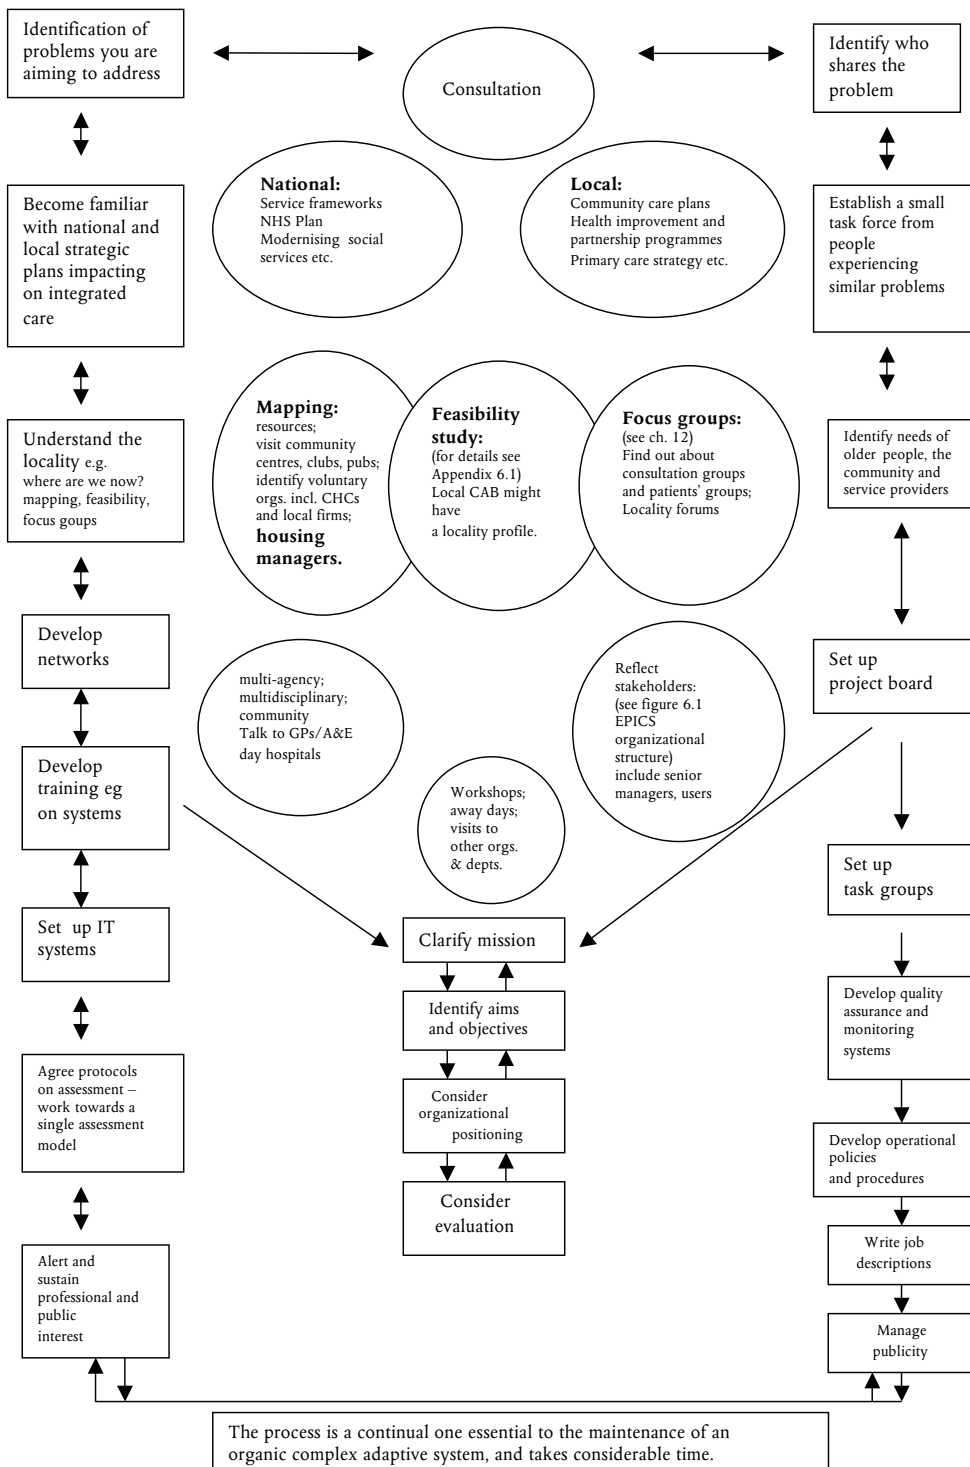 Identification of
problems you are
aiming to address
Consultation
Identify who
shares the
problem
National:
Service frameworks
NHS Plan
Modernising social
services etc.
Local:
Community care plans
Health improvement and
partnership programmes
Primary care strategy etc.
Become familiar
with national and
local strategic
plans impacting
on integrated
care
Establish a small
task force from
people
experiencing
similar problems
Mapping:
resources;
visit community
centres, clubs, pubs;
identify voluntary
orgs. incl. CHCs
and local firms;
housing
managers.
Feasibility
study:
(for details see
Appendix 6.1)
Local CAB might
have
a locality profile.
Focus groups:
(see ch. 12)
Find out about
consultation groups
and patients' groups;
Locality forums
Understand the
locality e.g.
where are we now?
mapping, feasibility,
focus goups
Identify needs of
older people, the
community and
service providers
Develop
networks
multi-agency;
multidisciplinary;
community
Talk to GPs/A&E
day hospitals
Reflect
stakeholders:
(see figure 6.1
EPICS
organizational
structure)
include senior
managers, users
Set up
project board
Develop
training eg
on systems
Workshops;
away days;
visits to
other orgs.
& depts.
Set up
task groups
Set up IT
systems
Clarify mission
Identify aims
and objectives
Consider
organizational
positioning
Consider
evaluation
Develop quality
assurance and
monitoring
systems
Agree protocols
on assessment –
work towards a
single assessment
model
Develop operational
policies
and procedures
Write job
descriptions
Alert and
sustain
professional and
public
interest
Manage
publicity
The process is a continual one essential to the maintenance of an
organic complex adaptive system, and takes considerable time.